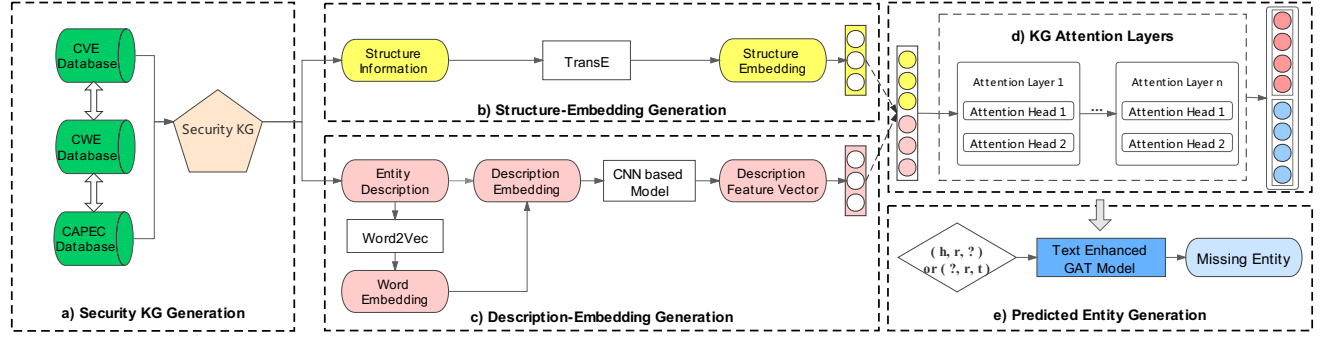 CVE
Database
CWE
Database
CAPEC
Database
Security KG
a) Security KG Generation
Structure
Information
TransE
Structure
Embedding
b) Structure-Embedding Generation
Entity
Description
Description
Embedding
CNN based
Model
Description
Feature Vector
Word2Vec
Word
Embedding
c) Description-Embedding Generation
d) KG Attention Layers
Attention Layer 1
Attention Head 1
Attention Head 2
...
Attention Layer n
Attention Head 1
Attention Head 2
( h, r, ? )
or ( ?, r, t )
Text Enhanced
GAT Model
Missing Entity
e) Predicted Entity Generation